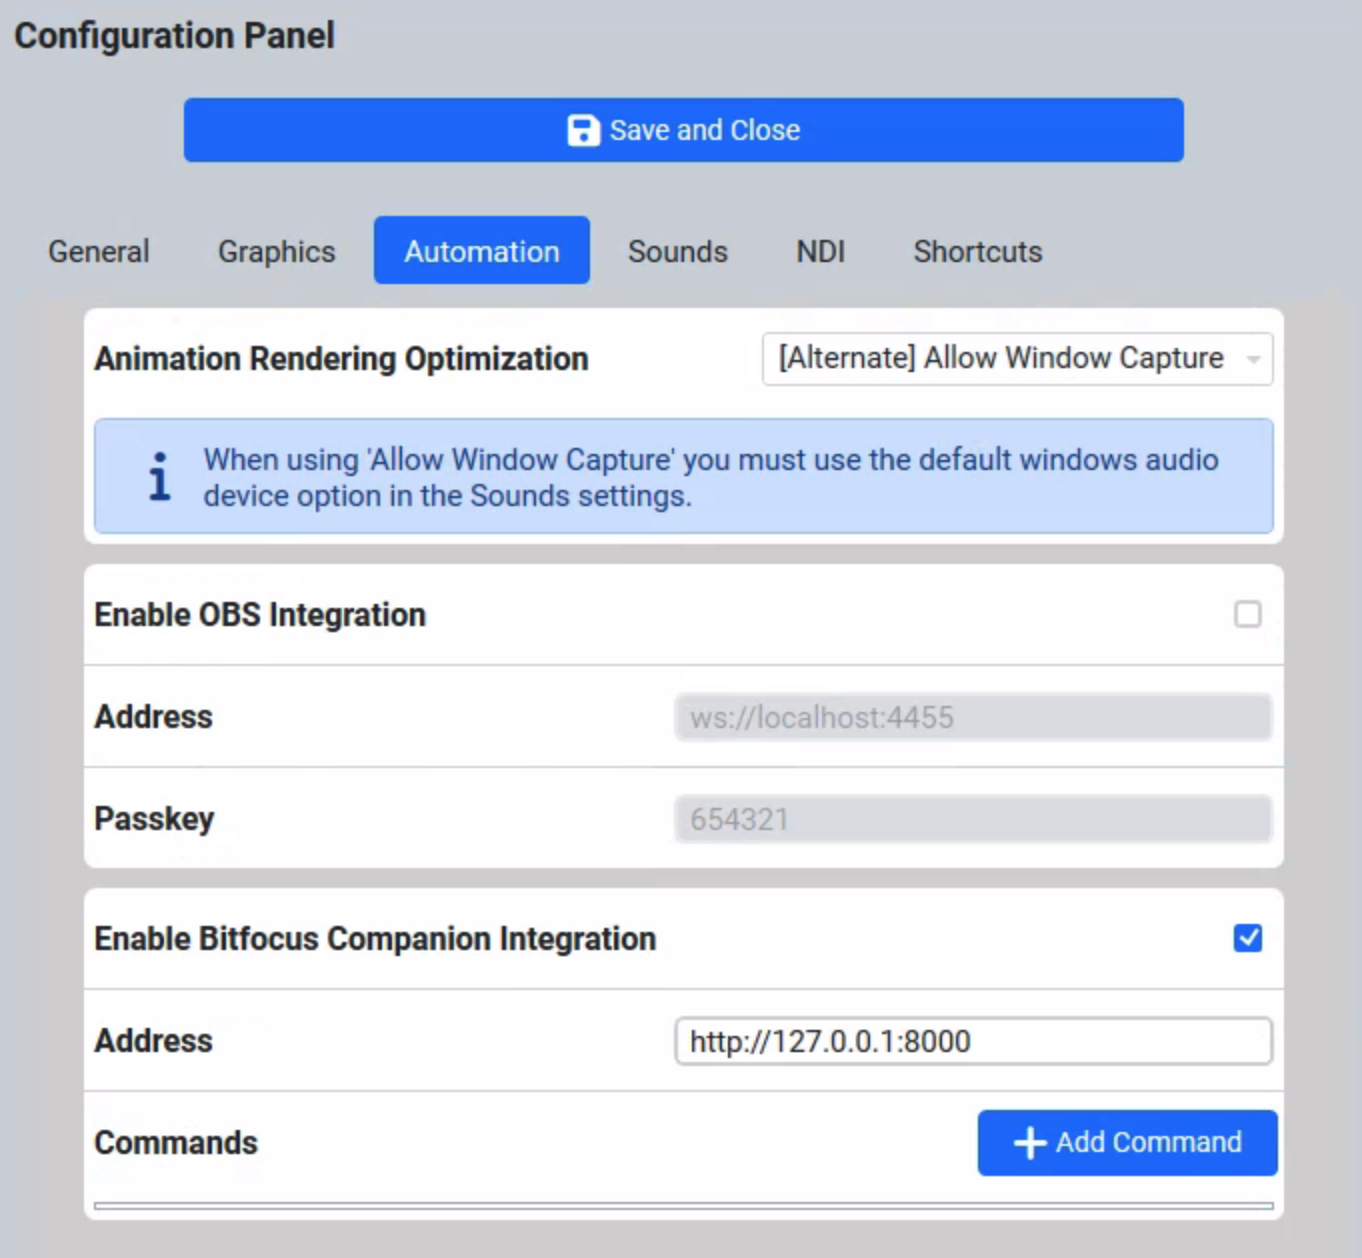 Configuration Panel
Save and Close
General Graphics Automation Sounds NDI Shortcuts
Animation Rendering Optimization [Alternate] Allow Window Capture
When using 'Allow Window Capture' you must use the default windows audio
device option in the Sounds settings.
Enable OBS Integration
Address ws://localhost:4455
Passkey 654321
Enable Bitfocus Companion Integration
Address http://127.0.0.1:8000
Commands Add Command